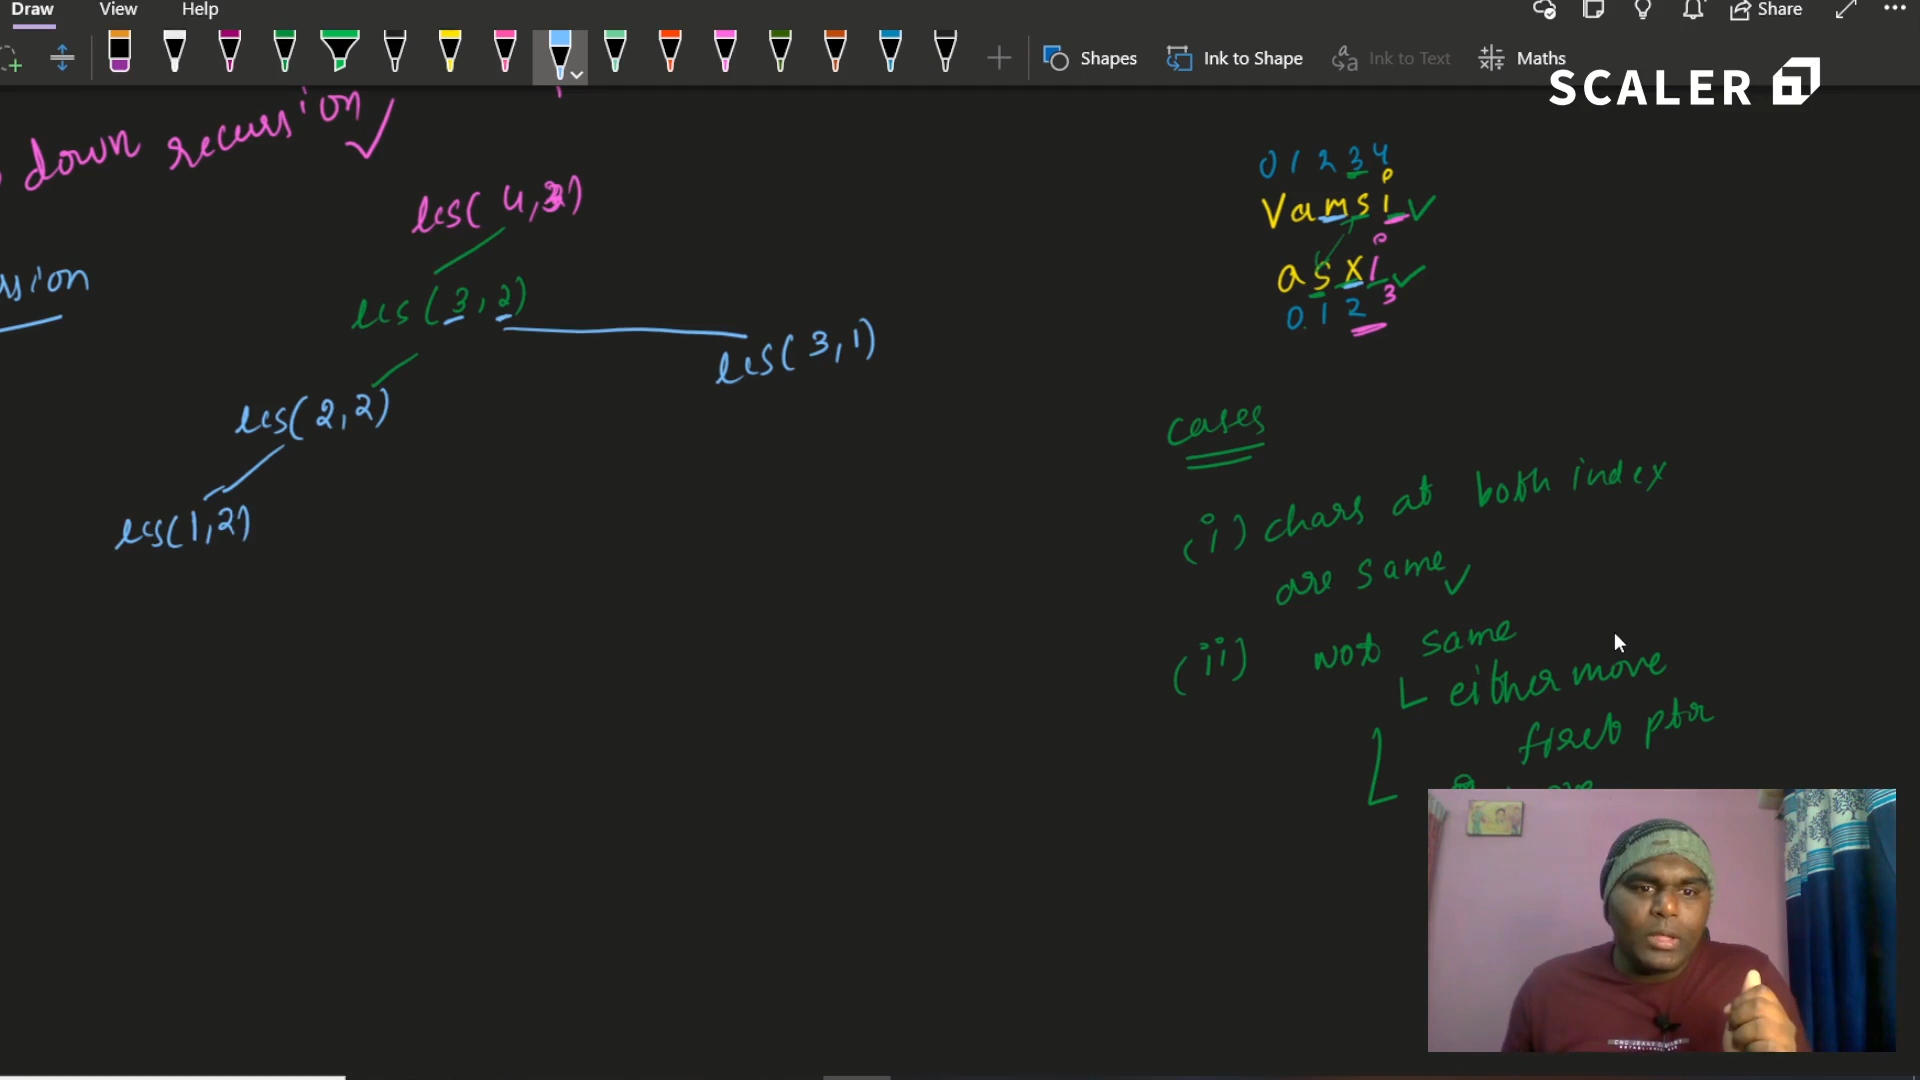 Draw View Help
Share
Shapes Ink to Shape Ink to Text Maths
SCALER
down recursion
lcs( 4,3)
lcs(3,2)
lcs(3,1)
lcs(2,2)
lcs(1,2)
0 1 2 3 4
p
Vamsi
p
asxi
0 1 2 3
cases
(i) chars at both index
are same
(ii) not same
either move
first ptr